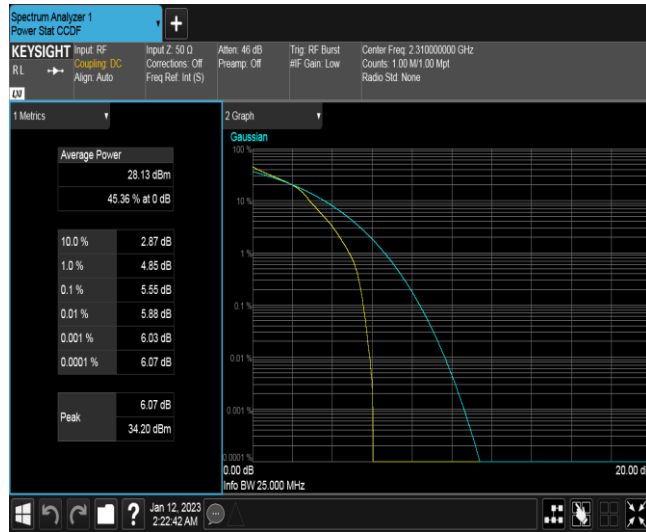 Spectrum Analyzer 1
Power Stat CCDF
+
KEYSIGHT
RL
LXI
Input: RF
Coupling: DC
Align: Auto
Input Z: 50 Ω
Corrections: Off
Freq Ref: Int (S)
Atten: 46 dB
Preamp: Off
Trig: RF Burst
#IF Gain: Low
Center Freq: 2.310000000 GHz
Counts: 1.00 M/1.00 Mpt
Radio Std: None
1 Metrics
Average Power
28.13 dBm
45.36 % at 0 dB
10.0 % 2.87 dB
1.0 % 4.85 dB
0.1 % 5.55 dB
0.01 % 5.88 dB
0.001 % 6.03 dB
0.0001 % 6.07 dB
Peak
6.07 dB
34.20 dBm
2 Graph
Gaussian
100 %
10 %
1 %
0.1 %
0.01 %
0.001 %
0.0001 %
0.00 dB
20.00 d
Info BW 25.000 MHz
?
Jan 12, 2023
2:22:42 AM